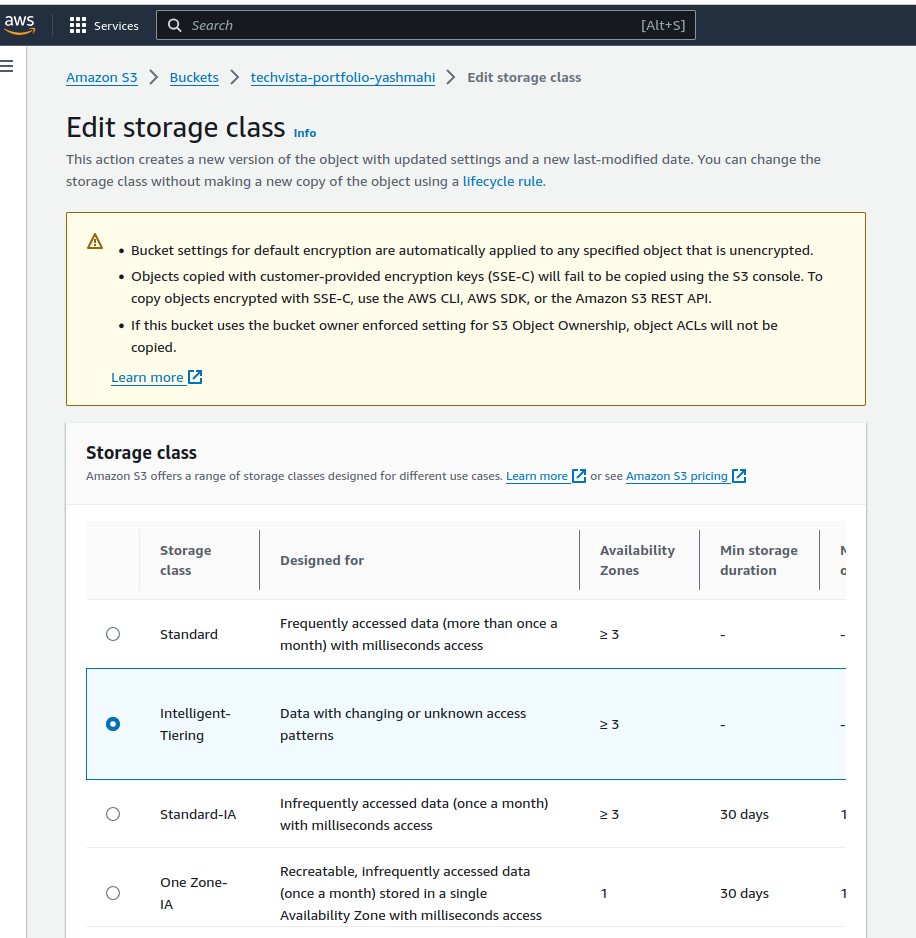 aws
Services
Search
[Alt+S]
Amazon S3 > Buckets > techvista-portfolio-yashmahi > Edit storage class
Edit storage class Info
This action creates a new version of the object with updated settings and a new last-modified date. You can change the
storage class without making a new copy of the object using a lifecycle rule.
• Bucket settings for default encryption are automatically applied to any specified object that is unencrypted.
• Objects copied with customer-provided encryption keys (SSE-C) will fail to be copied using the S3 console. To
copy objects encrypted with SSE-C, use the AWS CLI, AWS SDK, or the Amazon S3 REST API.
• If this bucket uses the bucket owner enforced setting for S3 Object Ownership, object ACLs will not be
copied.
Learn more
Storage class
Amazon S3 offers a range of storage classes designed for different use cases. Learn more or see Amazon S3 pricing
Storage
class
Designed for
Availability
Zones
Min storage
duration
Standard
Frequently accessed data (more than once a
month) with milliseconds access
≥ 3
-
-
Intelligent-
Tiering
Data with changing or unknown access
patterns
≥ 3
-
-
Standard-IA
Infrequently accessed data (once a month)
with milliseconds access
≥ 3
30 days
1
One Zone-
IA
Recreatable, infrequently accessed data
(once a month) stored in a single
Availability Zone with milliseconds access
1
30 days
1